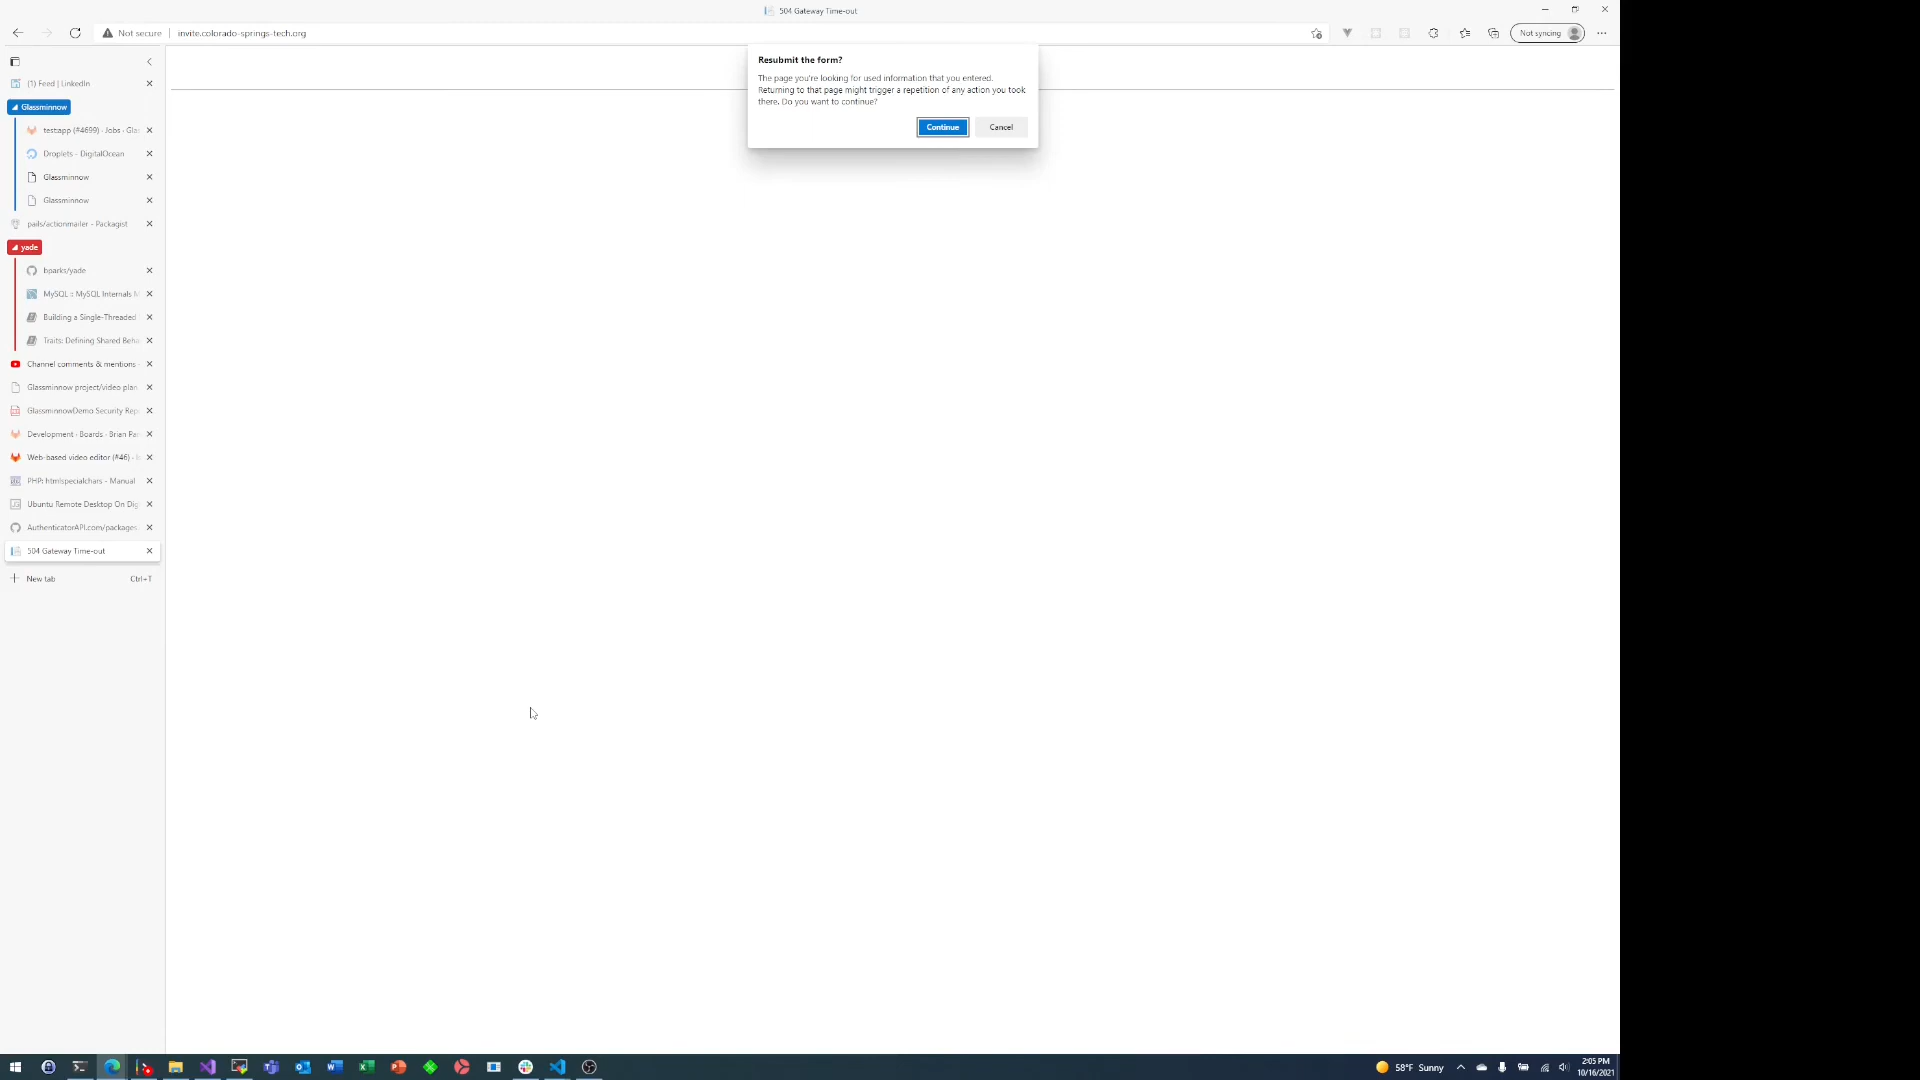 504 Gateway Time-out
Not secure
invite.colorado-springs-tech.org
Not syncing
Resubmit the form?
The page you're looking for used information that you entered.
Returning to that page might trigger a repetition of any action you took
there. Do you want to continue?
Continue
Cancel
(1) Feed | LinkedIn
Glassminnow
test:app (#4699) · Jobs · Gla
Droplets - DigitalOcean
Glassminnow
Glassminnow
pails/actionmailer - Packagist
yade
bparks/yade
MySQL :: MySQL Internals M
Building a Single-Threaded
Traits: Defining Shared Beha
Channel comments & mentions -
Glassminnow project/video plan
GlassminnowDemo Security Rep
Development · Boards · Brian Par
Web-based video editor (#46) ·
PHP: htmlspecialchars - Manual
Ubuntu Remote Desktop On Dig
AuthenticatorAPI.com/packages
504 Gateway Time-out
New tab
Ctrl+T
58°F Sunny
2:05 PM
10/16/2021